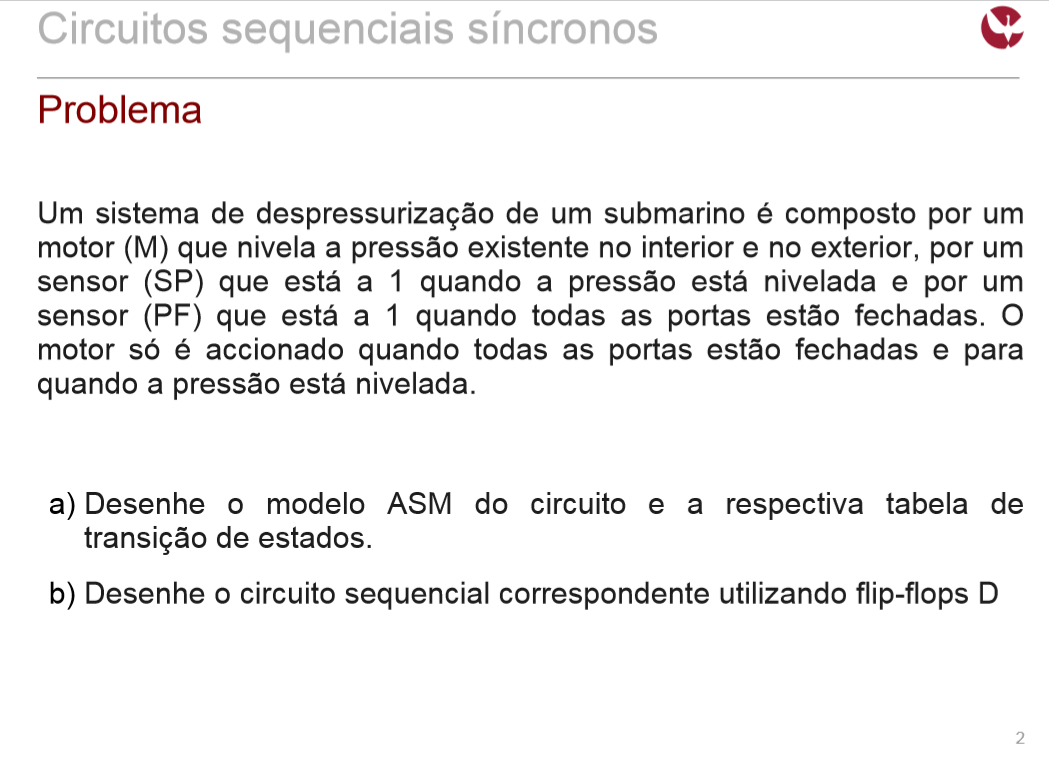 Circuitos sequenciais síncronos
Problema
Um sistema de despressurização de um submarino é composto por um
motor (M) que nivela a pressão existente no interior e no exterior, por um
sensor (SP) que está a 1 quando a pressão está nivelada e por um
sensor (PF) que está a 1 quando todas as portas estão fechadas. O
motor só é accionado quando todas as portas estão fechadas e para
quando a pressão está nivelada.
a) Desenhe o modelo ASM do circuito e a respectiva tabela de
transição de estados.
b) Desenhe o circuito sequencial correspondente utilizando flip-flops D
2